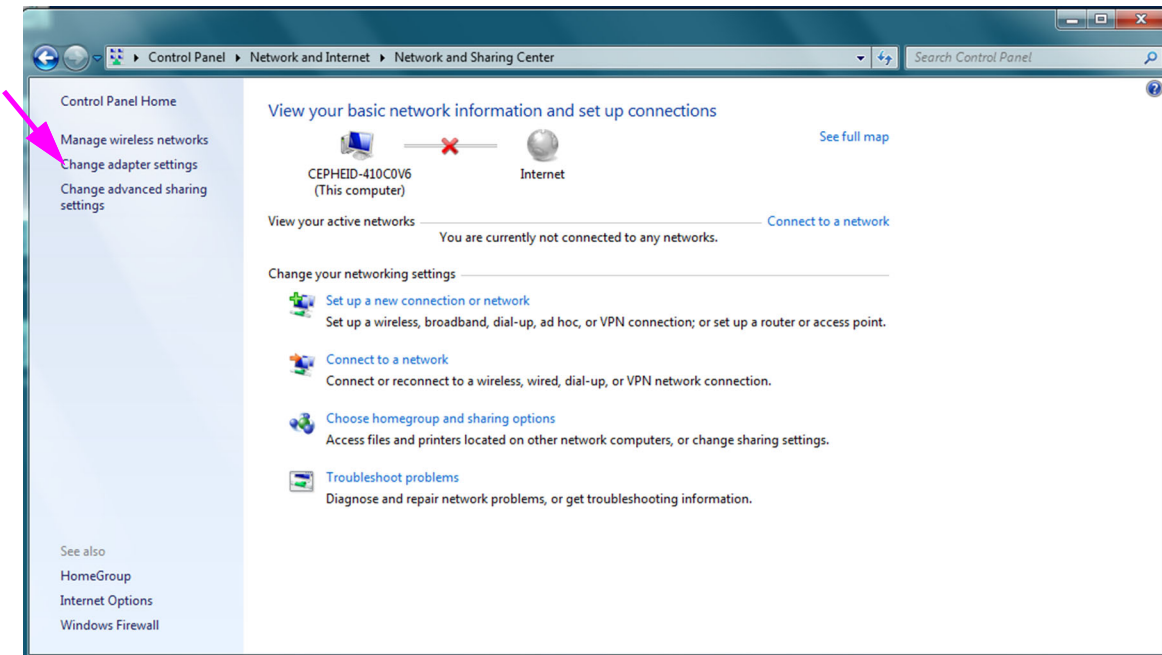 Control Panel ▸ Network and Internet ▸ Network and Sharing Center
Search Control Panel
Control Panel Home
Manage wireless networks
Change adapter settings
Change advanced sharing
settings
See also
HomeGroup
Internet Options
Windows Firewall
View your basic network information and set up connections
See full map
CEPHEID-410C0V6
(This computer)
Internet
View your active networks
Connect to a network
You are currently not connected to any networks.
Change your networking settings
Set up a new connection or network
Set up a wireless, broadband, dial-up, ad hoc, or VPN connection; or set up a router or access point.
Connect to a network
Connect or reconnect to a wireless, wired, dial-up, or VPN network connection.
Choose homegroup and sharing options
Access files and printers located on other network computers, or change sharing settings.
Troubleshoot problems
Diagnose and repair network problems, or get troubleshooting information.